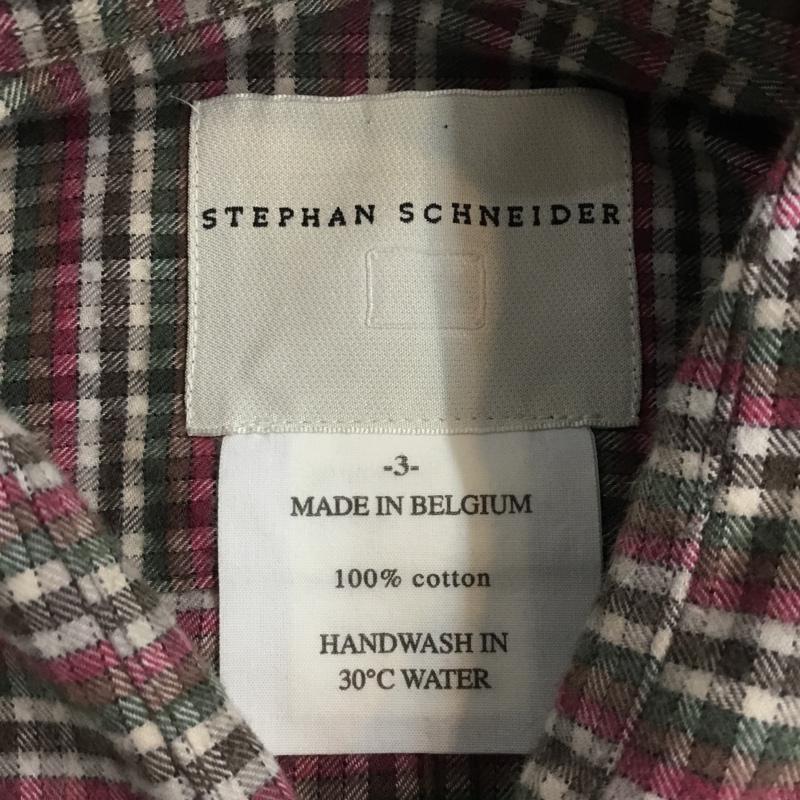 STEPHAN SCHNEIDER
-3-
MADE IN BELGIUM
100% cotton
HANDWASH IN
30°C WATER